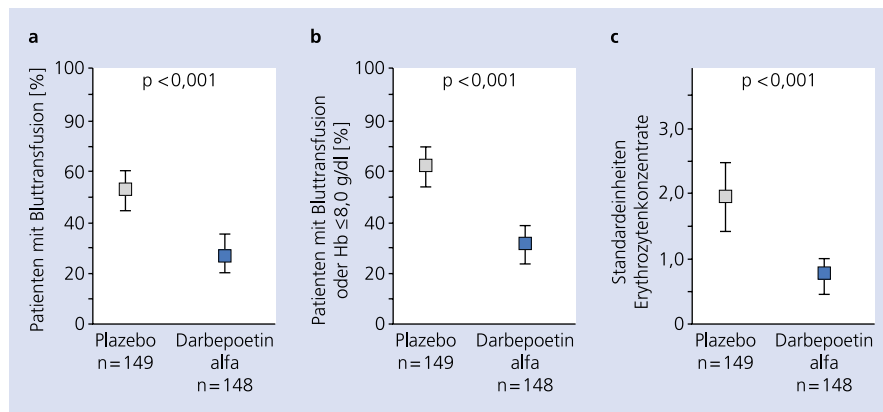 a
Patienten mit Bluttransfusion [%]
100
90
60
40
20
0
p <0,001
Plazebo
n=149
Darbepoetin
alfa
n=148
b
Patienten mit Bluttransfusion
oder Hb ≤8,0 g/dl [%]
100
90
60
40
20
0
p <0,001
Plazebo
n=149
Darbepoetin
alfa
n=148
c
Standardeinheiten
Erythrozytenkonzentrate
3,0
2,0
1,0
0
p <0,001
Plazebo
n=149
Darbepoetin
alfa
n=148